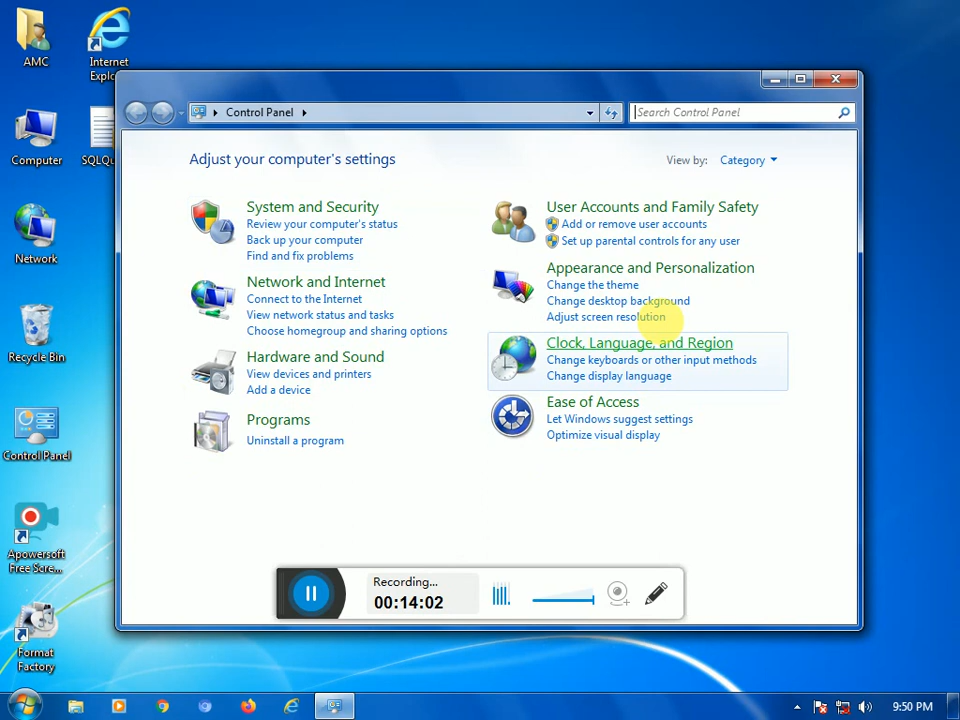 AMC
Internet
Explo
Computer
SQLQu
Network
Recycle Bin
Control Panel
Apowersoft
Free Scre...
Format
Factory
Control Panel
Search Control Panel
Adjust your computer's settings
View by: Category
System and Security
Review your computer's status
Back up your computer
Find and fix problems
Network and Internet
Connect to the Internet
View network status and tasks
Choose homegroup and sharing options
Hardware and Sound
View devices and printers
Add a device
Programs
Uninstall a program
User Accounts and Family Safety
Add or remove user accounts
Set up parental controls for any user
Appearance and Personalization
Change the theme
Change desktop background
Adjust screen resolution
Clock, Language, and Region
Change keyboards or other input methods
Change display language
Ease of Access
Let Windows suggest settings
Optimize visual display
Recording...
00:14:02
9:50 PM